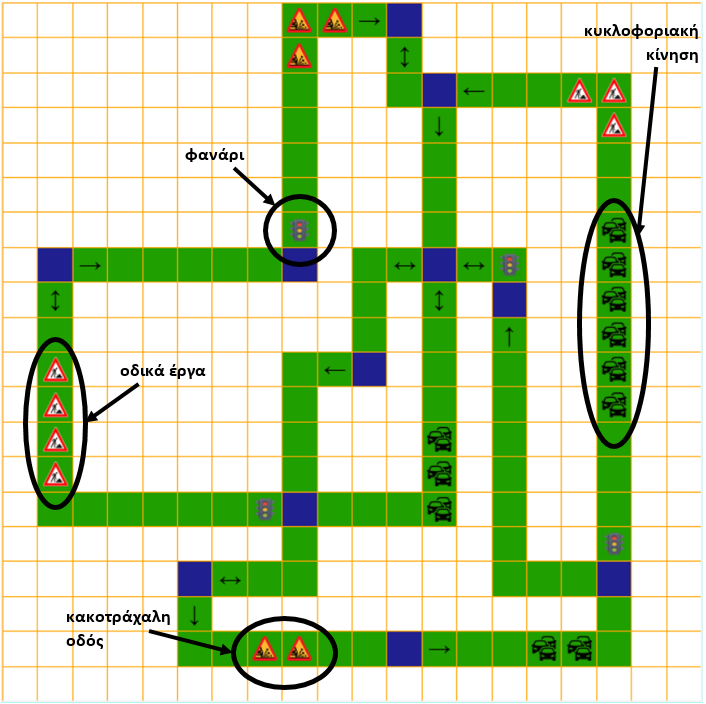 κυκλοφοριακή
κίνηση
φανάρι
οδικά έργα
κακοτράχαλη
οδός